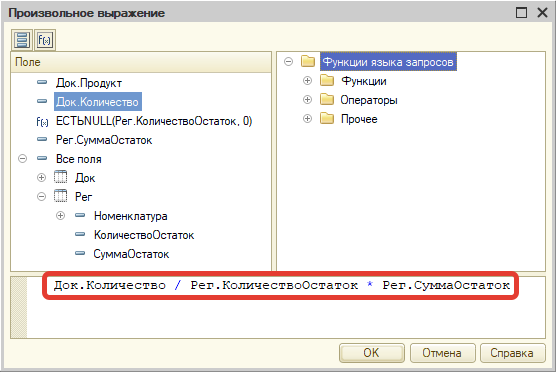 Произвольное выражение
f(x)
Поле
Док.Продукт
Док.Количество
f(x) ЕСТЬNULL(Рег.КоличествоОстаток, 0)
Рег.СуммаОстаток
Все поля
Док
Рег
Номенклатура
КоличествоОстаток
СуммаОстаток
Функции языка запросов
Функции
Операторы
Прочее
Док.Количество / Рег.КоличествоОстаток * Рег.СуммаОстаток
OK
Отмена
Справка